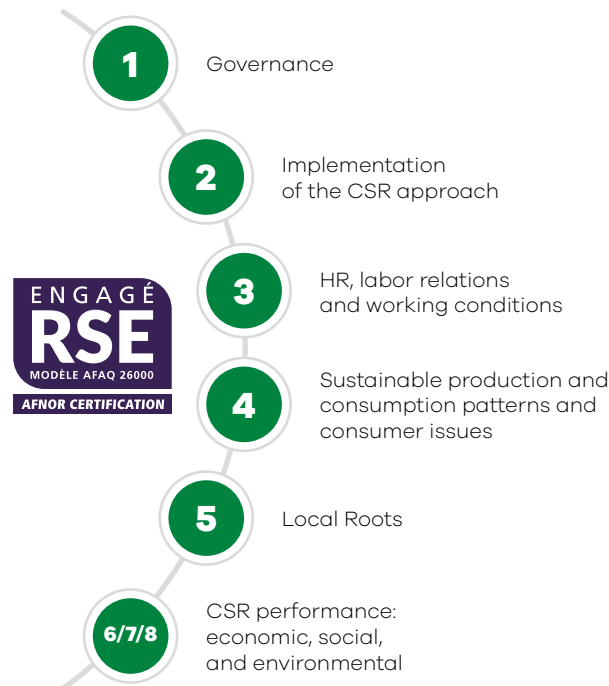 1
Governance
2
Implementation
of the CSR approach
3
HR, labor relations
and working conditions
ENGAGÉ
RSE
MODÈLE AFAQ 26000
AFNOR CERTIFICATION
4
Sustainable production and
consumption patterns and
consumer issues
5
Local Roots
6/7/8
CSR performance:
economic, social,
and environmental